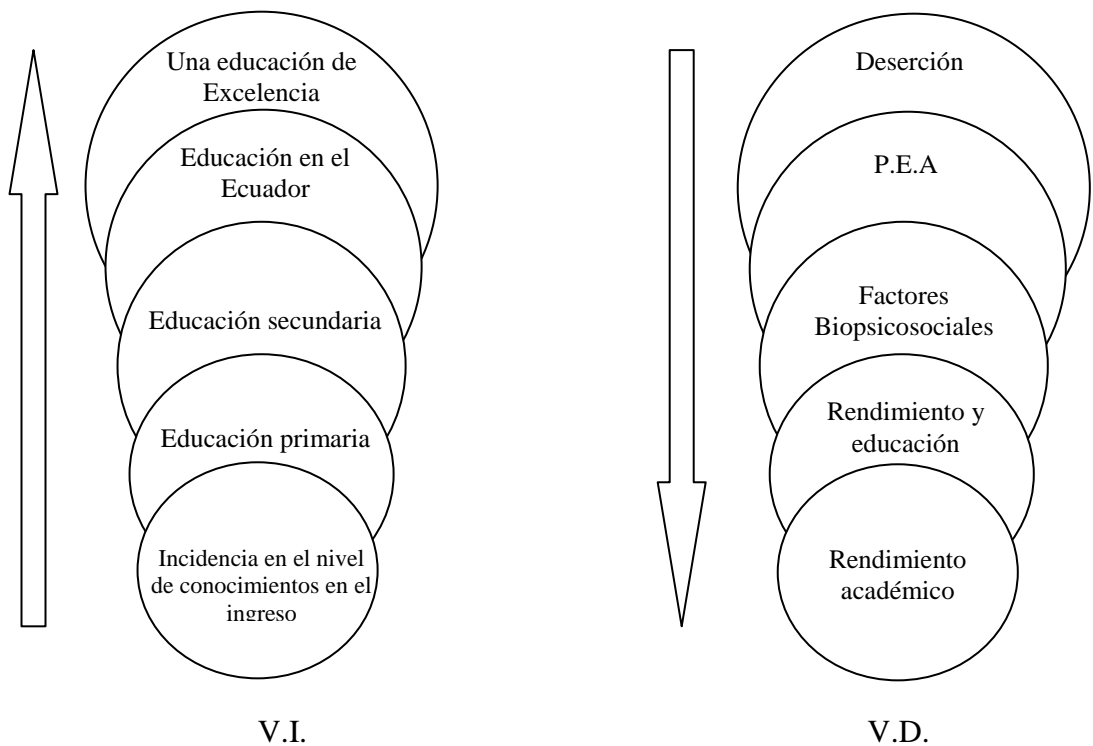 Una educación de
Excelencia
Educación en el
Ecuador
Educación secundaria
Educación primaria
Incidencia en el nivel
de conocimientos en el
ingreso
V.I.
Deserción
P.E.A
Factores
Biopsicosociales
Rendimiento y
educación
Rendimiento
académico
V.D.